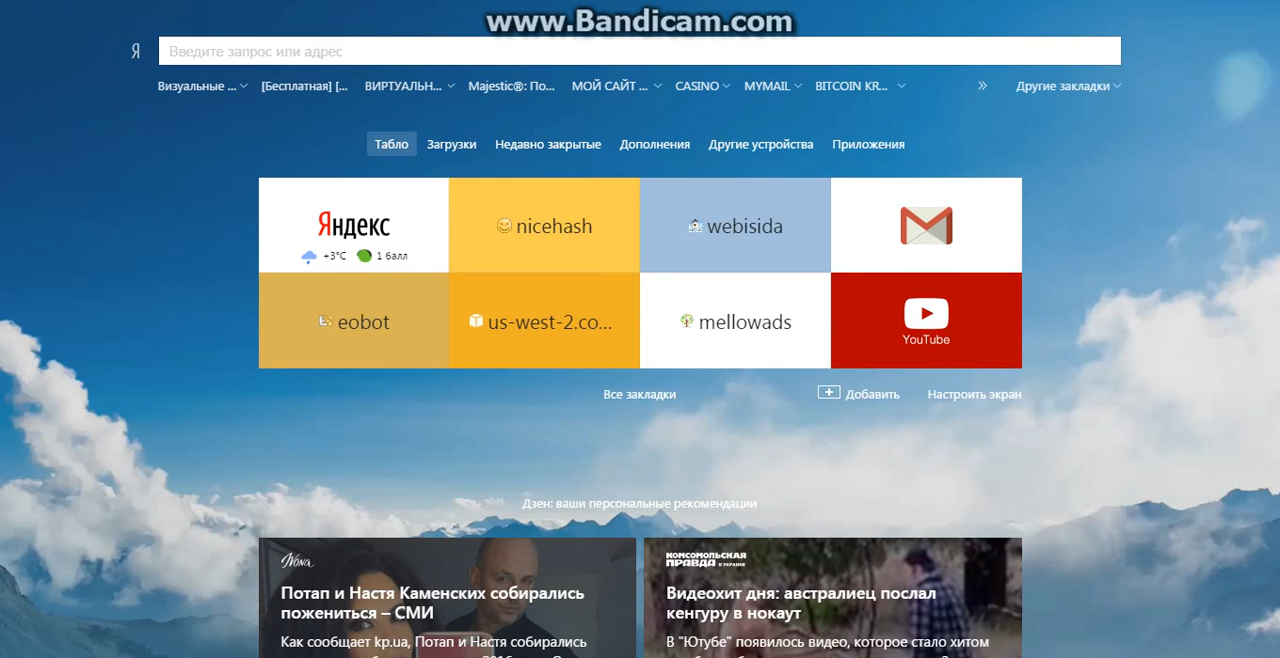 www.Bandicam.com
Я
Введите запрос или адрес
Визуальные ... [Бесплатная] [... ВИРТУАЛЬН... Majestic®: По... МОЙ САЙТ ... CASINO MYMAIL BITCOIN KR... » Другие закладки
Табло Загрузки Недавно закрытые Дополнения Другие устройства Приложения
Яндекс nicehash webisida
+3°C 1 балл
eobot us-west-2.co... mellowads YouTube
Все закладки Добавить Настроить экран
Дзен: ваши персональные рекомендации
Nona
Потап и Настя Каменских собирались
пожениться – СМИ
Как сообщает kp.ua, Потап и Настя собирались
КОМСОМОЛЬСКАЯ
ПРАВДА В УКРАИНЕ
Видеохит дня: австралиец послал
кенгуру в нокаут
В "Ютубе" появилось видео, которое стало хитом